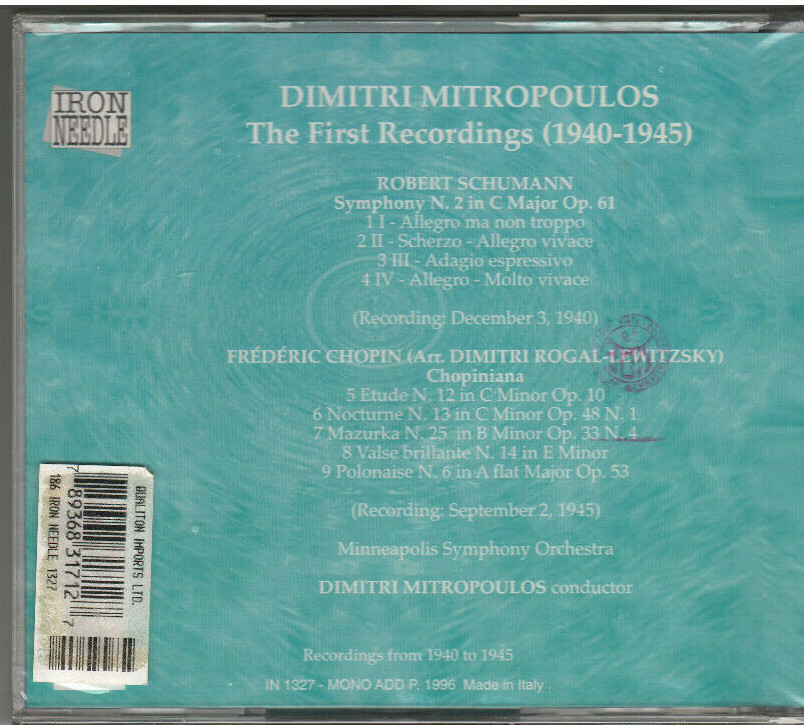 IRON
NEEDLE
DIMITRI MITROPOULOS
The First Recordings (1940-1945)
ROBERT SCHUMANN
Symphony N. 2 in C Major Op. 61
1 I - Allegro ma non troppo
2 II - Scherzo - Allegro vivace
3 III - Adagio espressivo
4 IV - Allegro - Molto vivace
(Recording: December 3, 1940)
FRÉDÉRIC CHOPIN (Arr. DIMITRI ROGAL-LEWITZSKY)
Chopiniana
5 Etude N. 12 in C Minor Op. 10
6 Nocturne N. 13 in C Minor Op. 48 N. 1
7 Mazurka N. 25 in B Minor Op. 33 N. 4
8 Valse brillante N. 14 in E Minor
9 Polonaise N. 6 in A flat Major Op. 53
(Recording: September 2, 1945)
Minneapolis Symphony Orchestra
DIMITRI MITROPOULOS conductor
Recordings from 1940 to 1945
IN 1327 - MONO ADD P. 1996 Made in Italy
QUALITON IMPORTS LTD.
7 89368 31712 7
186 IRON NEEDLE 1327